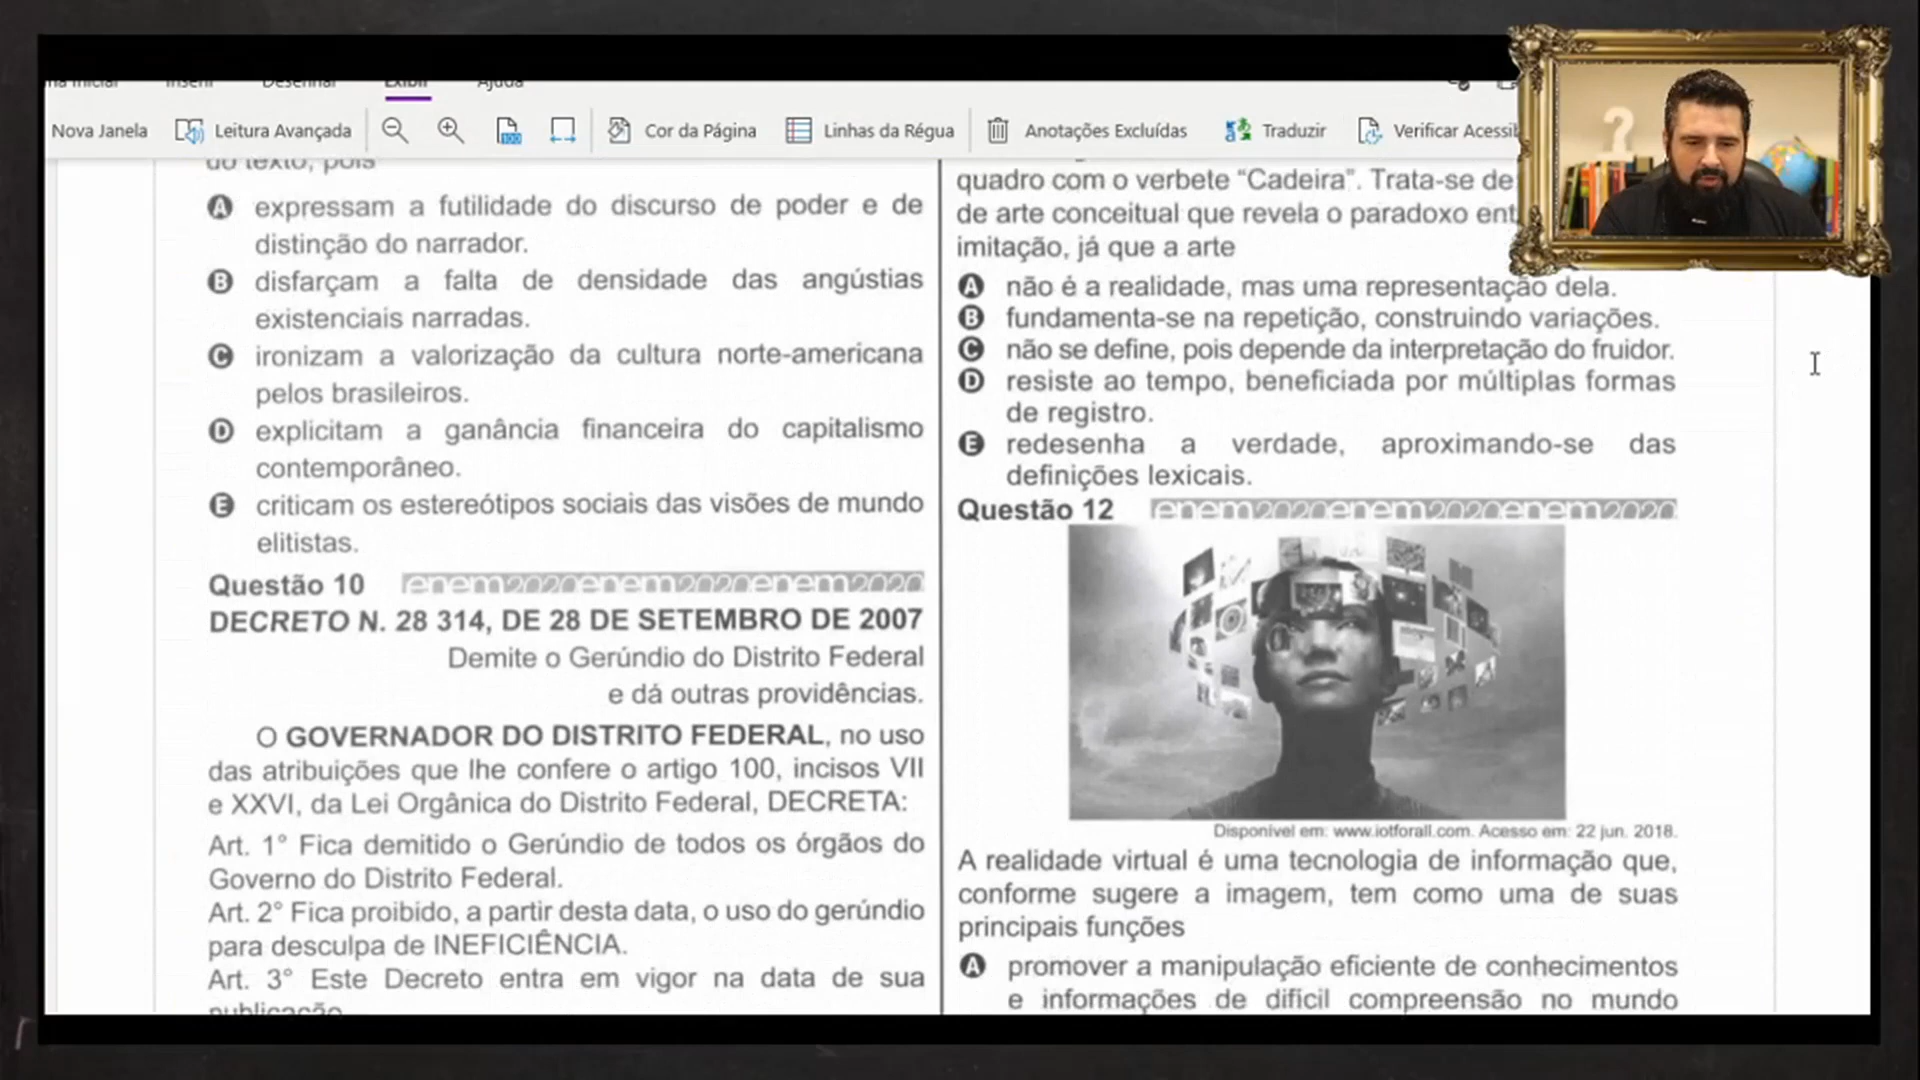 Inserir
Desenhar
Exibir
Ajuda
Nova Janela
Leitura Avançada
100
Cor da Página
Linhas da Régua
Anotações Excluídas
Traduzir
Verificar Acessib
do texto, pois
A expressam a futilidade do discurso de poder e de
distinção do narrador.
B disfarçam a falta de densidade das angústias
existenciais narradas.
C ironizam a valorização da cultura norte-americana
pelos brasileiros.
D explicitam a ganância financeira do capitalismo
contemporâneo.
E criticam os estereótipos sociais das visões de mundo
elitistas.
Questão 10 enem2020enem2020enem2020
DECRETO N. 28 314, DE 28 DE SETEMBRO DE 2007
Demite o Gerúndio do Distrito Federal
e dá outras providências.
O GOVERNADOR DO DISTRITO FEDERAL, no uso
das atribuições que lhe confere o artigo 100, incisos VII
e XXVI, da Lei Orgânica do Distrito Federal, DECRETA:
Art. 1° Fica demitido o Gerúndio de todos os órgãos do
Governo do Distrito Federal.
Art. 2° Fica proibido, a partir desta data, o uso do gerúndio
para desculpa de INEFICIÊNCIA.
Art. 3° Este Decreto entra em vigor na data de sua
publicação
quadro com o verbete “Cadeira”. Trata-se de
de arte conceitual que revela o paradoxo ent
imitação, já que a arte
A não é a realidade, mas uma representação dela.
B fundamenta-se na repetição, construindo variações.
C não se define, pois depende da interpretação do fruidor.
D resiste ao tempo, beneficiada por múltiplas formas
de registro.
E redesenha a verdade, aproximando-se das
definições lexicais.
Questão 12 enem2020enem2020enem2020
Disponível em: www.iotforall.com. Acesso em: 22 jun. 2018.
A realidade virtual é uma tecnologia de informação que,
conforme sugere a imagem, tem como uma de suas
principais funções
A promover a manipulação eficiente de conhecimentos
e informações de difícil compreensão no mundo